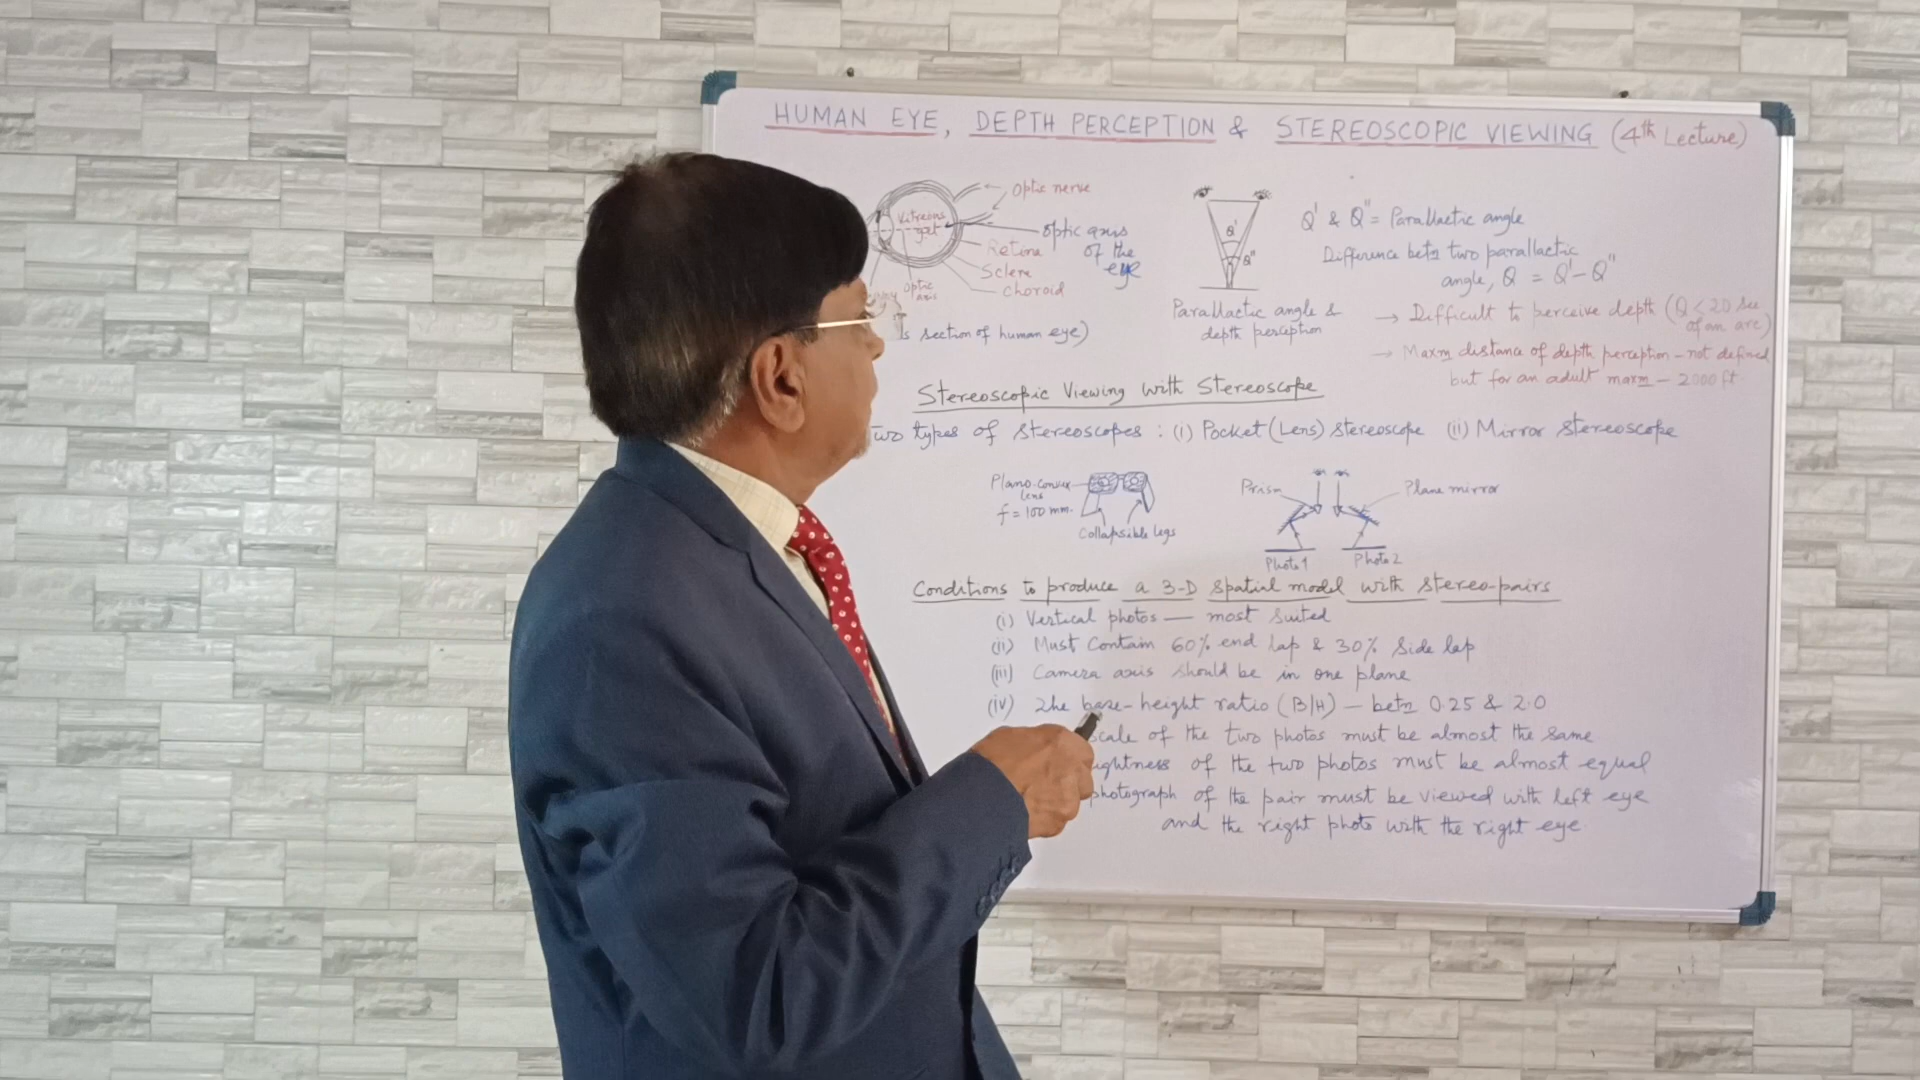 HUMAN EYE, DEPTH PERCEPTION & STEREOSCOPIC VIEWING (4th Lecture)
Optic nerve
Vitreous
gel
optic axis
of the
eye
Retina
Sclera
Choroid
Optic
axis
section of human eye)
Q'
Q"
Parallactic angle &
depth perception
Q' & Q" = Parallactic angle
Difference betn two parallactic
angle, Q = Q' - Q"
→ Difficult to perceive depth (Q < 20 sec
of an arc)
→ Maxm distance of depth perception - not defined
but for an adult maxm - 2000 ft
Stereoscopic Viewing with Stereoscope
Two types of stereoscopes : (i) Pocket (Lens) stereoscope (ii) Mirror stereoscope
Plano-convex
lens
f = 100 mm.
Collapsible legs
Prism
Plane mirror
Photo 1
Photo 2
Conditions to produce a 3-D spatial model with stereo-pairs
(i) Vertical photos — most suited
(ii) Must contain 60% end lap & 30% side lap
(iii) Camera axis should be in one plane
(iv) The base-height ratio (B/H) — betn 0.25 & 2.0
scale of the two photos must be almost the same
ightness of the two photos must be almost equal
photograph of the pair must be viewed with left eye
and the right photo with the right eye